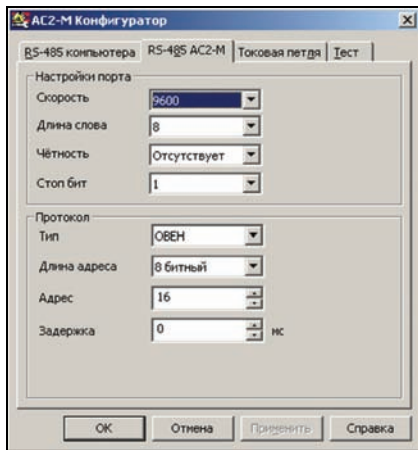 АС2-М Конфигуратор
RS-485 компьютера RS-485 АС2-М Токовая петля Тест
Настройки порта
Скорость 9600
Длина слова 8
Чётность Отсутствует
Стоп бит 1
Протокол
Тип ОВЕН
Длина адреса 8 битный
Адрес 16
Задержка 0 мс
ОК Отмена Применить Справка